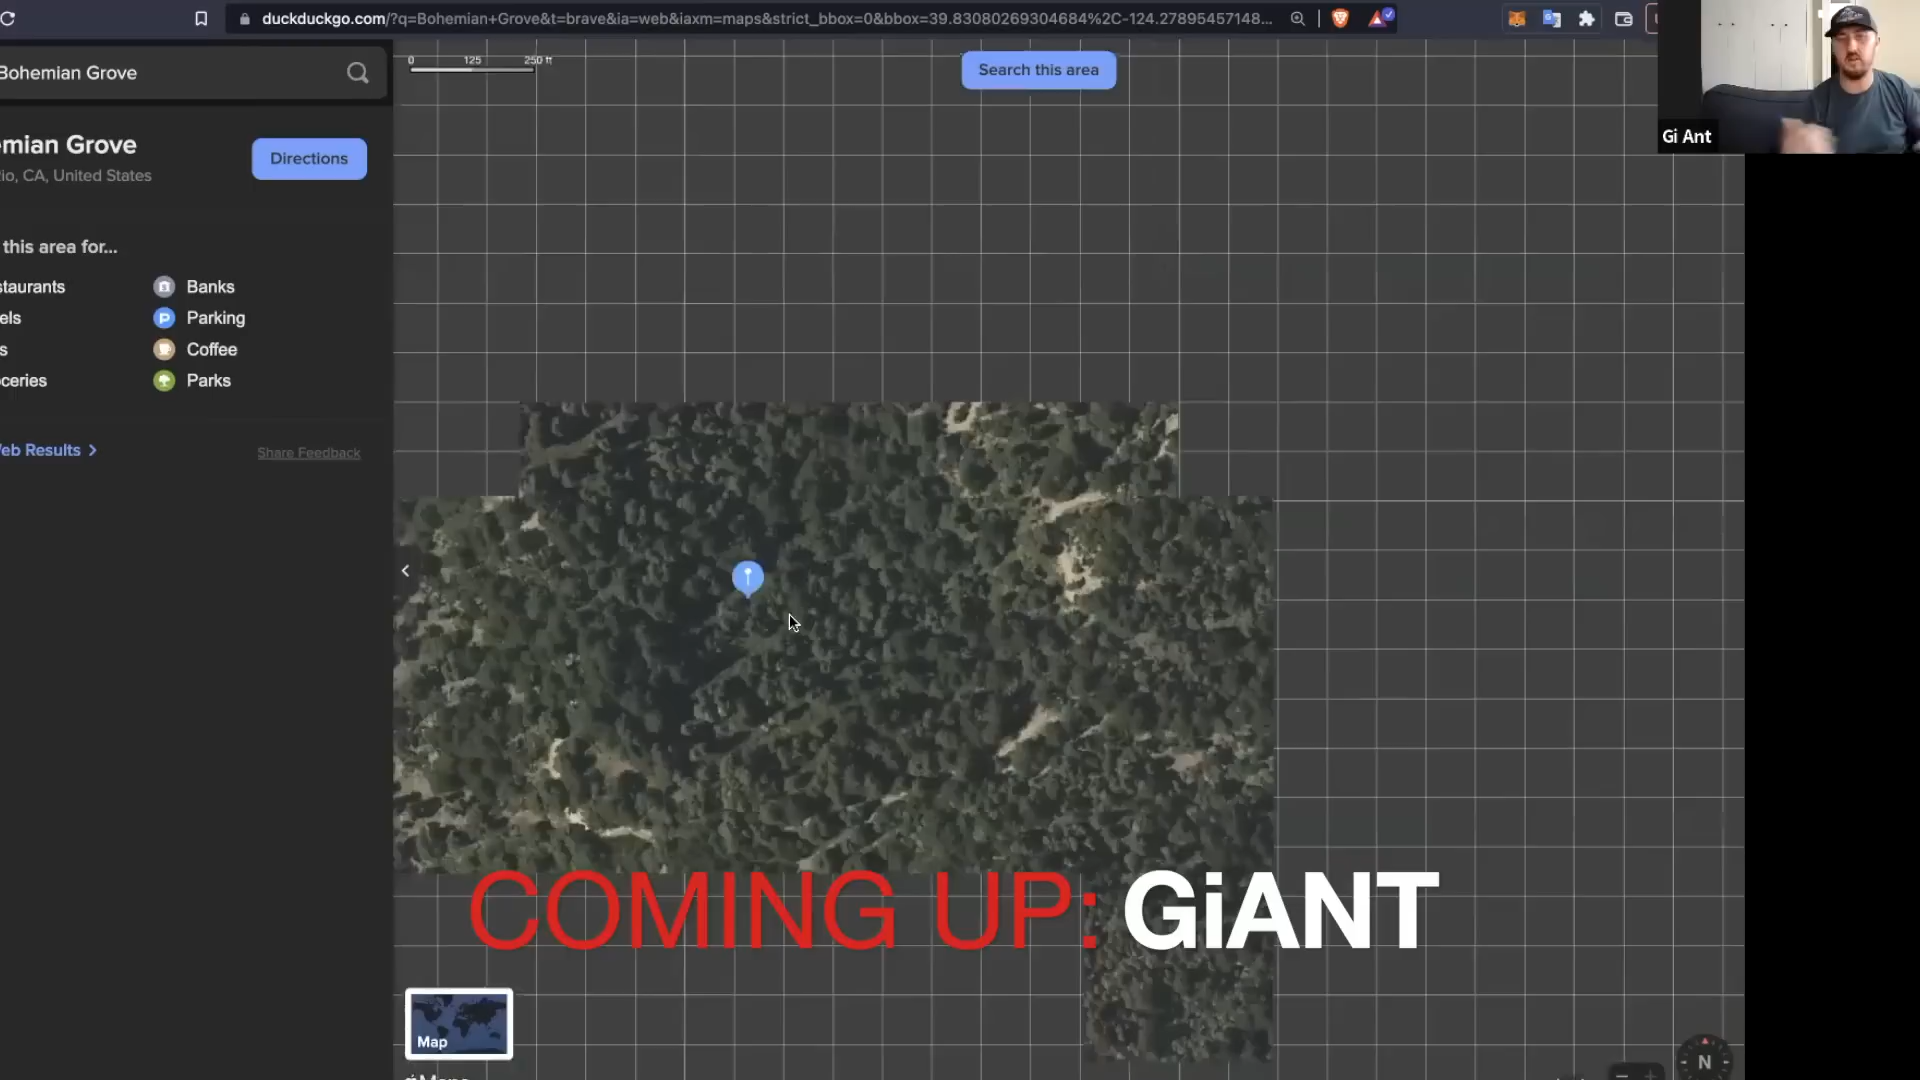 duckduckgo.com/?q=Bohemian+Grove&t=brave&ia=web&iaxm=maps&strict_bbox=0&bbox=39.83080269304684%2C-124.27895457148...
Bohemian Grove
0 125 250 ft
Search this area
Gi Ant
emian Grove
Directions
io, CA, United States
this area for...
staurants
Banks
els
Parking
s
Coffee
ceries
Parks
Web Results
Share Feedback
COMING UP: GiANT
Map
N